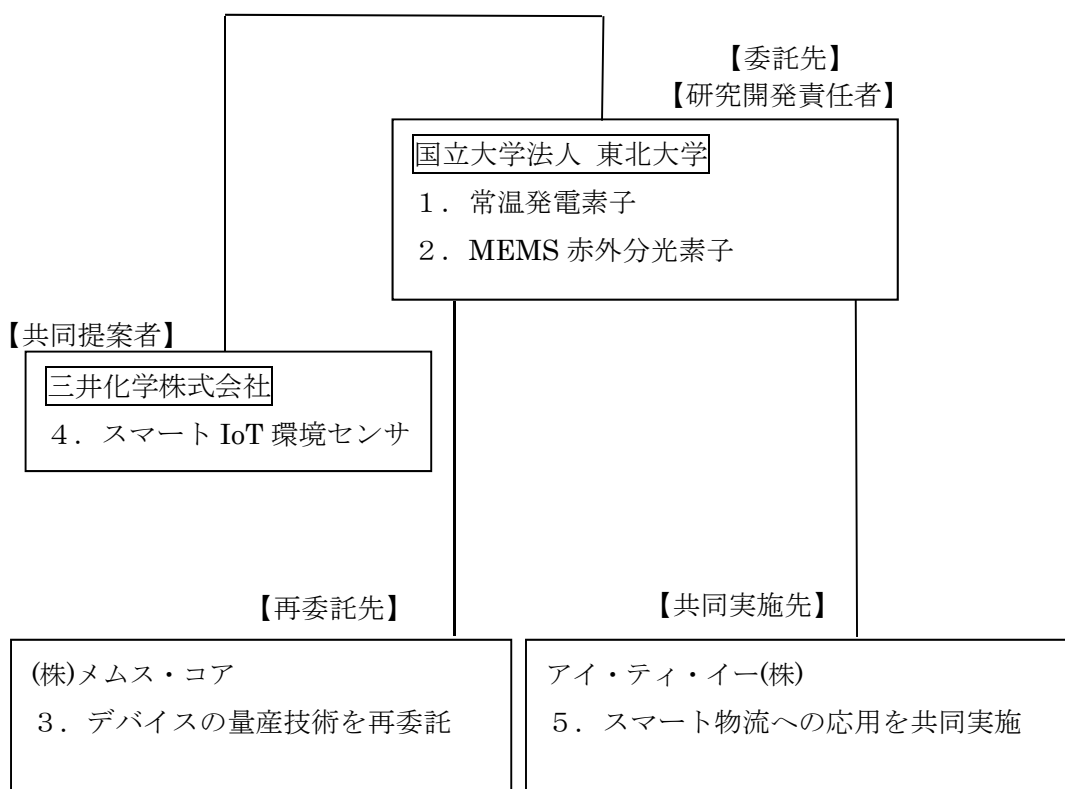 【委託先】
【研究開発責任者】
国立大学法人 東北大学
１．常温発電素子
２．MEMS 赤外分光素子
【共同提案者】
三井化学株式会社
４．スマート IoT 環境センサ
【再委託先】
(株)メムス・コア
３．デバイスの量産技術を再委託
【共同実施先】
アイ・ティ・イー(株)
５．スマート物流への応用を共同実施